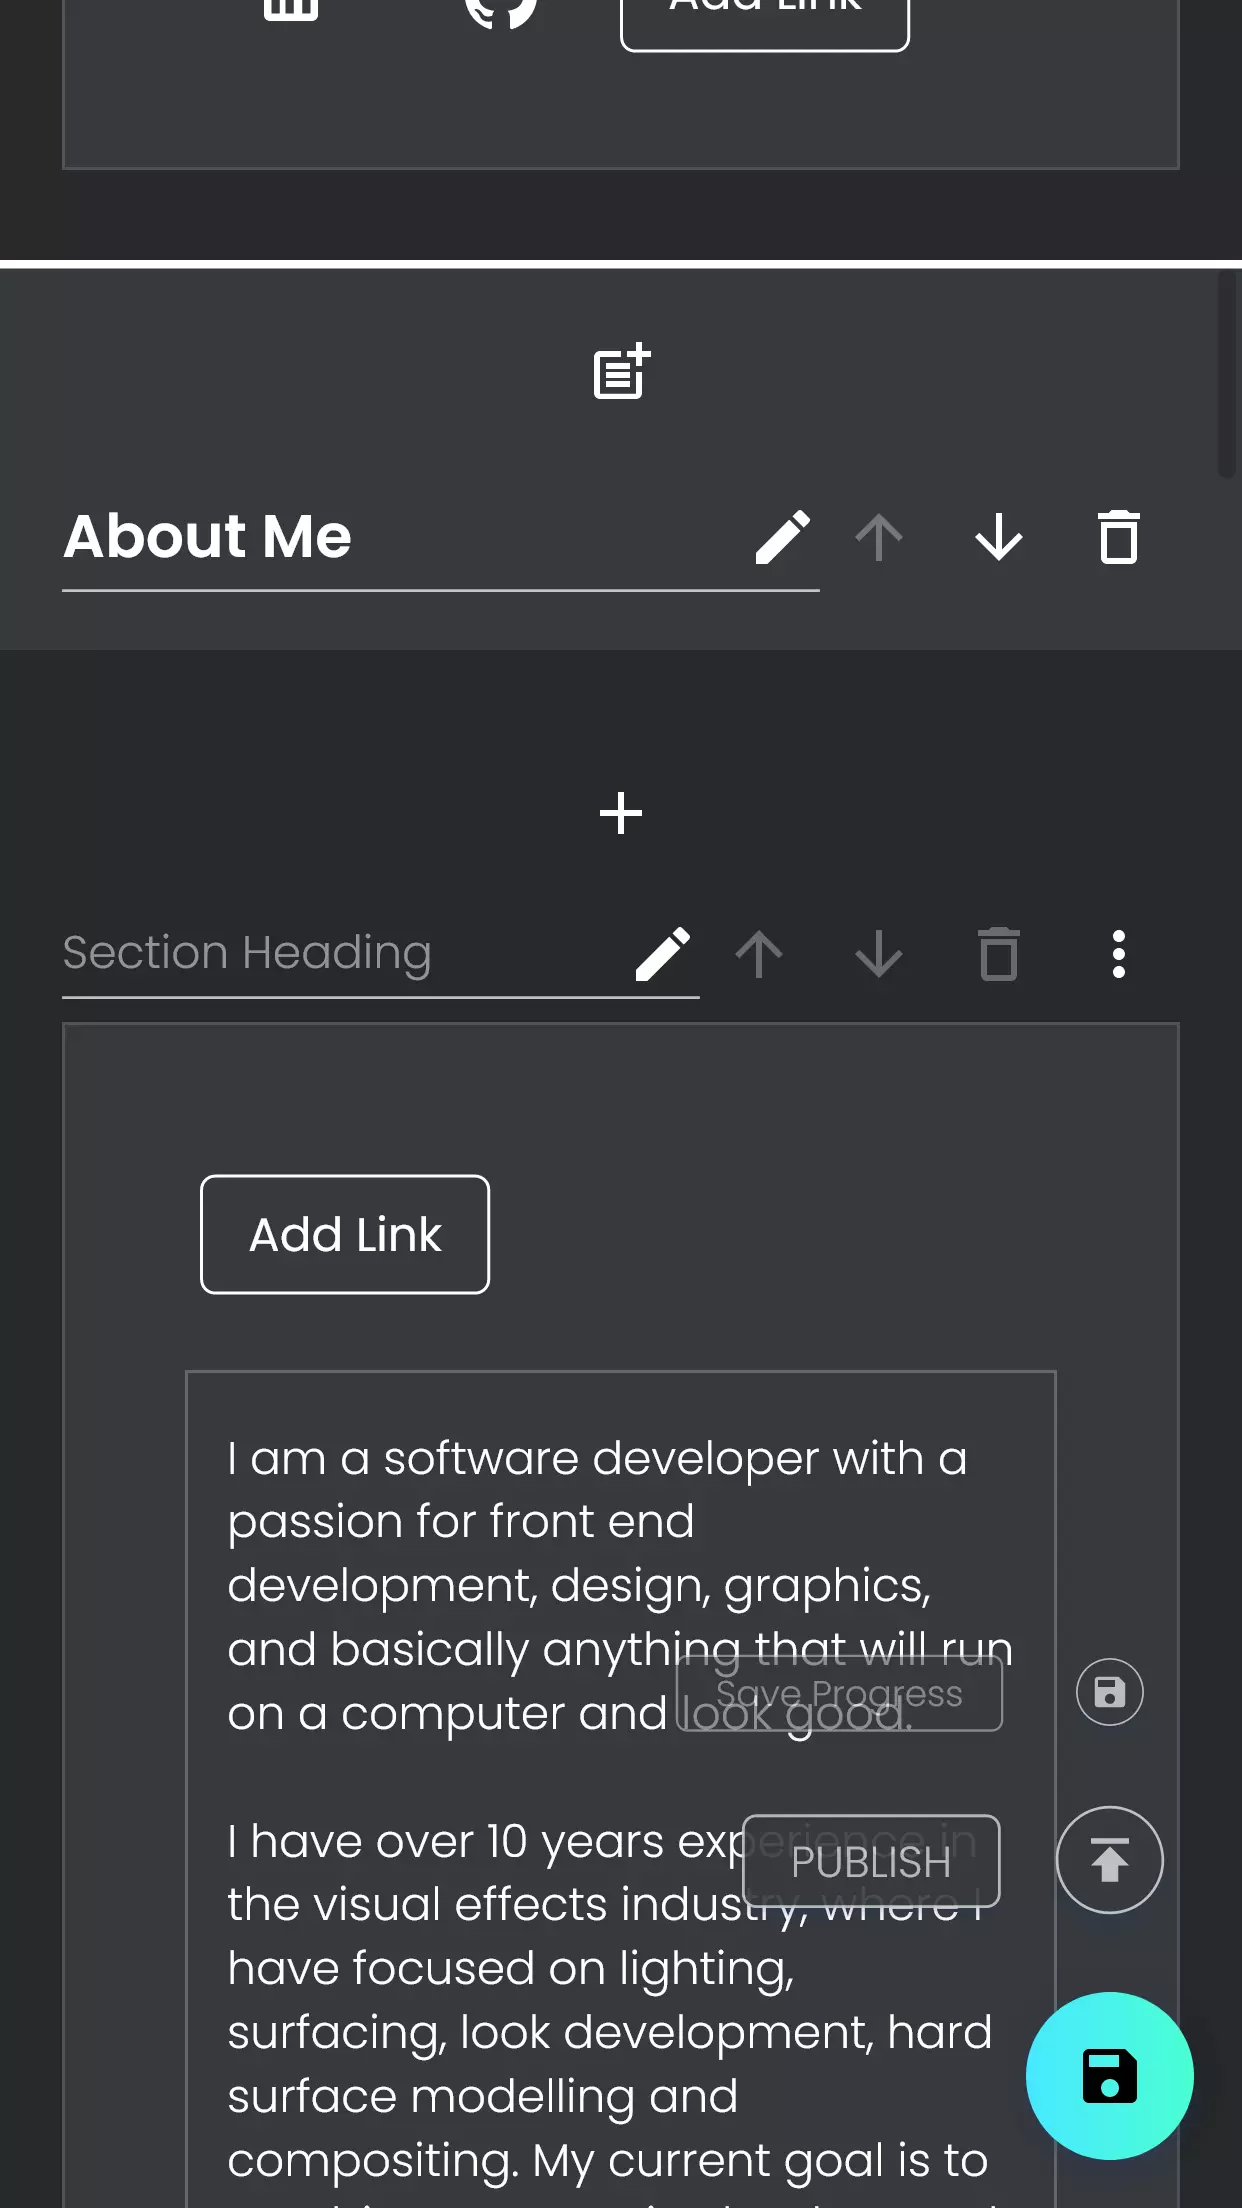 Add Link
About Me
Section Heading
Add Link
I am a software developer with a
passion for front end
development, design, graphics,
and basically anything that will run
on a computer and look good.
Save Progress
I have over 10 years experience in
PUBLISH
the visual effects industry, where I
have focused on lighting,
surfacing, look development, hard
surface modelling and
compositing. My current goal is to